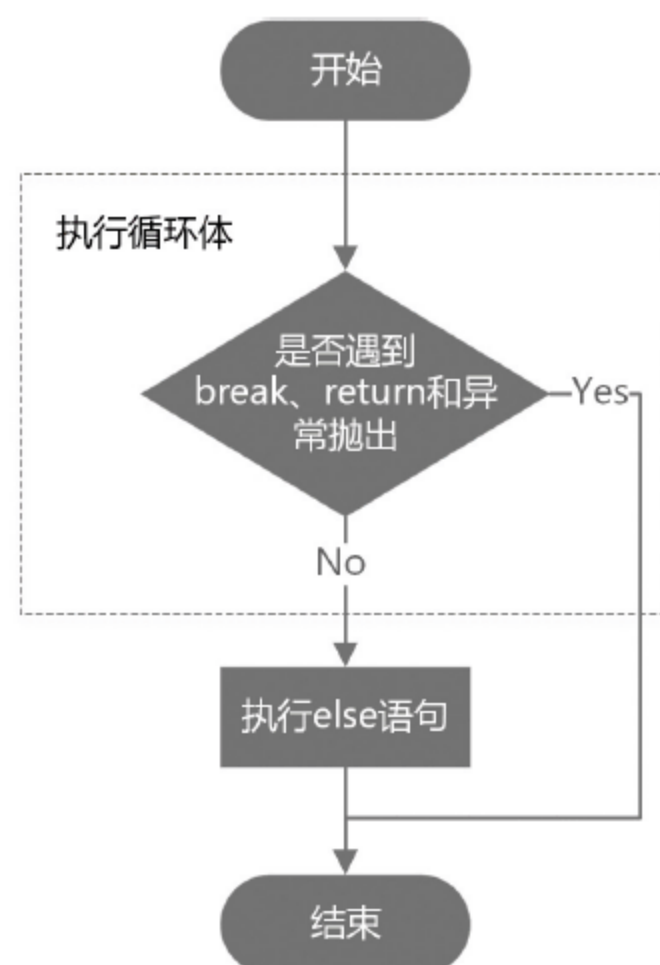 开始
执行循环体
是否遇到
break、return和异
常抛出
Yes
No
执行else语句
结束